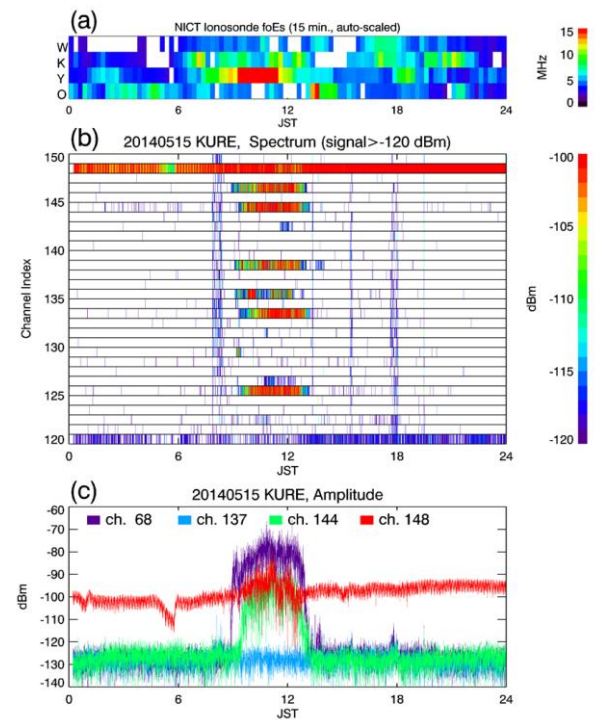 (a)
NICT Ionosonde foEs (15 min., auto-scaled)
W
K
Y
O
0 6 12 18 24
JST
15
10
5
0
MHz
(b)
20140515 KURE, Spectrum (signal>-120 dBm)
150
145
140
135
130
125
120
Channel Index
0 6 12 18 24
JST
-100
-105
-110
-115
-120
dBm
(c)
20140515 KURE, Amplitude
-60
-70
-80
-90
-100
-110
-120
-130
-140
dBm
ch. 68 ch. 137 ch. 144 ch. 148
0 6 12 18 24
JST